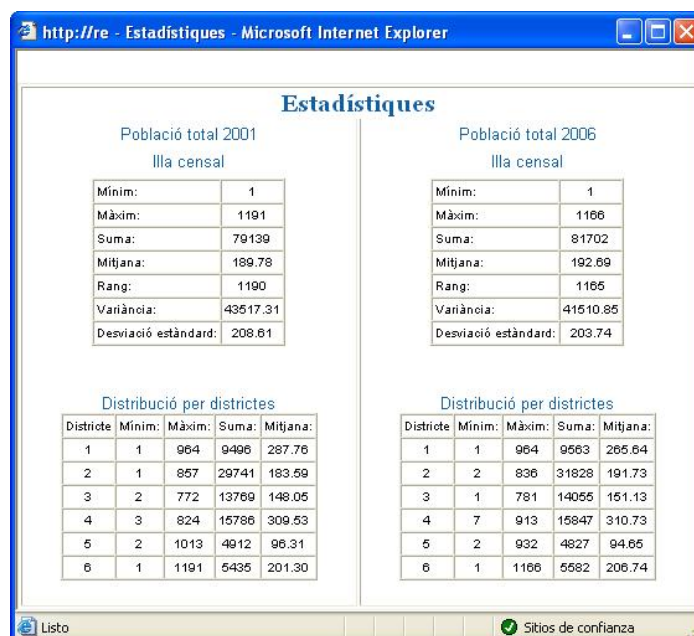 http://re - Estadístiques - Microsoft Internet Explorer
Estadístiques
Població total 2001
Illa censal
Mínim: 1
Màxim: 1191
Suma: 79139
Mitjana: 189.78
Rang: 1190
Variància: 43517.31
Desviació estàndard: 208.61
Distribució per districtes
Districte Mínim: Màxim: Suma: Mitjana:
1 1 964 9496 287.76
2 1 857 29741 183.59
3 2 772 13769 148.05
4 3 824 15786 309.53
5 2 1013 4912 96.31
6 1 1191 5435 201.30
Població total 2006
Illa censal
Mínim: 1
Màxim: 1166
Suma: 81702
Mitjana: 192.69
Rang: 1165
Variància: 41510.85
Desviació estàndard: 203.74
Distribució per districtes
Districte Mínim: Màxim: Suma: Mitjana:
1 1 964 9563 265.64
2 2 836 31828 191.73
3 1 781 14055 151.13
4 7 913 15847 310.73
5 2 932 4827 94.65
6 1 1166 5582 206.74
Listo
Sitios de confianza